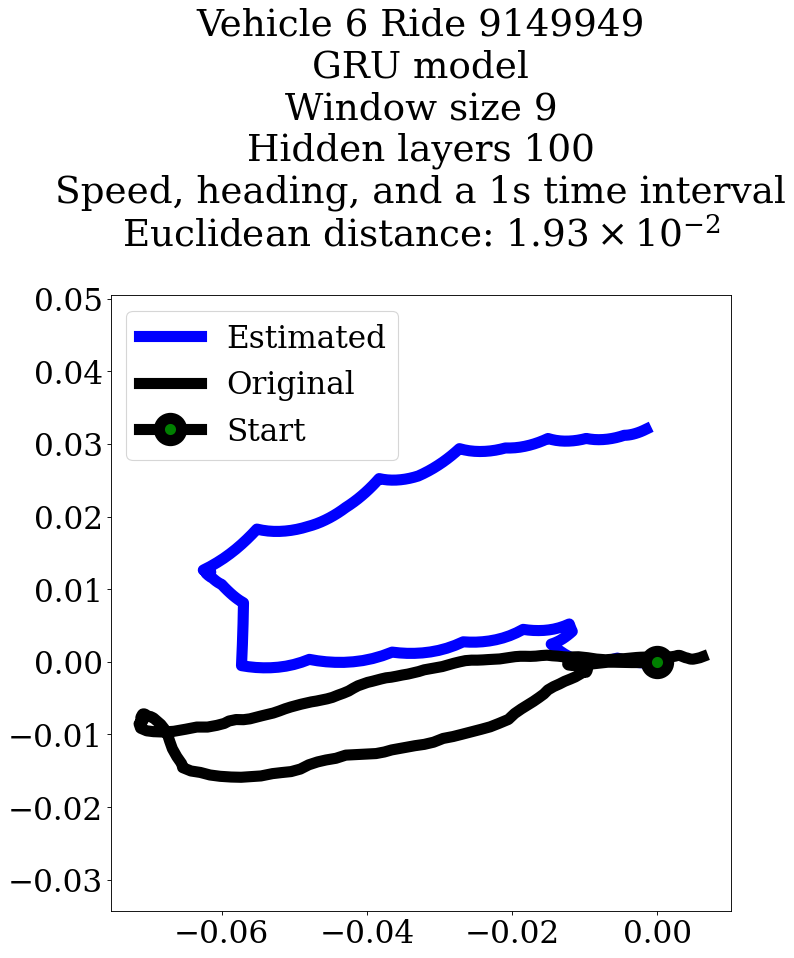 Vehicle 6 Ride 9149949
GRU model
Window size 9
Hidden layers 100
Speed, heading, and a 1s time interval
Euclidean distance: 1.93 × 10⁻²
0.05
0.04
0.03
0.02
0.01
0.00
−0.01
−0.02
−0.03
Estimated
Original
Start
−0.06 −0.04 −0.02 0.00